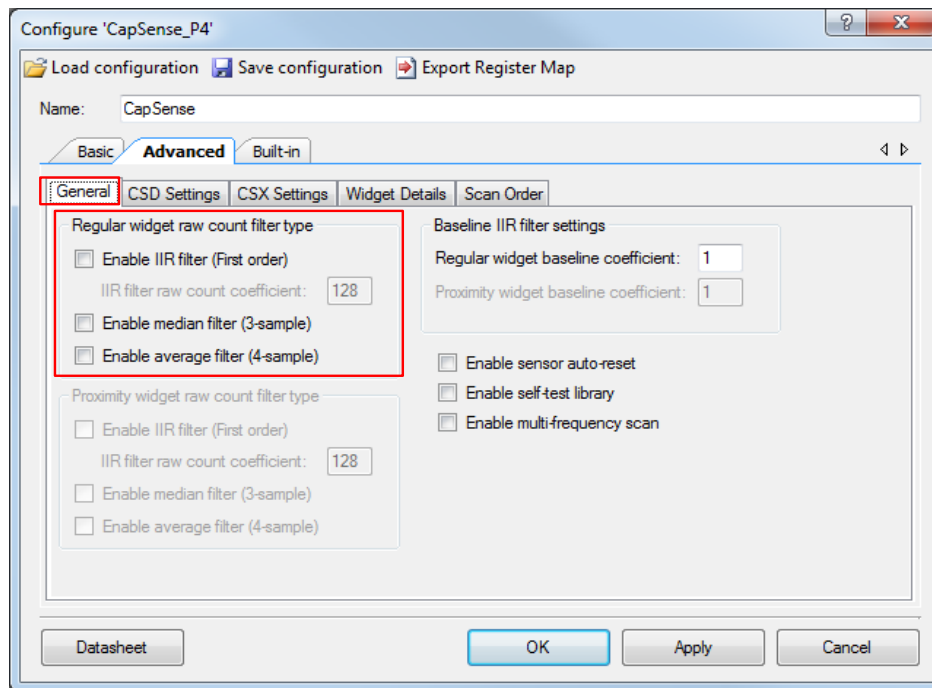 Configure 'CapSense_P4'
Load configuration Save configuration Export Register Map
Name: CapSense
Basic Advanced Built-in
General CSD Settings CSX Settings Widget Details Scan Order
Regular widget raw count filter type
Enable IIR filter (First order)
IIR filter raw count coefficient: 128
Enable median filter (3-sample)
Enable average filter (4-sample)
Proximity widget raw count filter type
Enable IIR filter (First order)
IIR filter raw count coefficient: 128
Enable median filter (3-sample)
Enable average filter (4-sample)
Baseline IIR filter settings
Regular widget baseline coefficient: 1
Proximity widget baseline coefficient: 1
Enable sensor auto-reset
Enable self-test library
Enable multi-frequency scan
Datasheet OK Apply Cancel